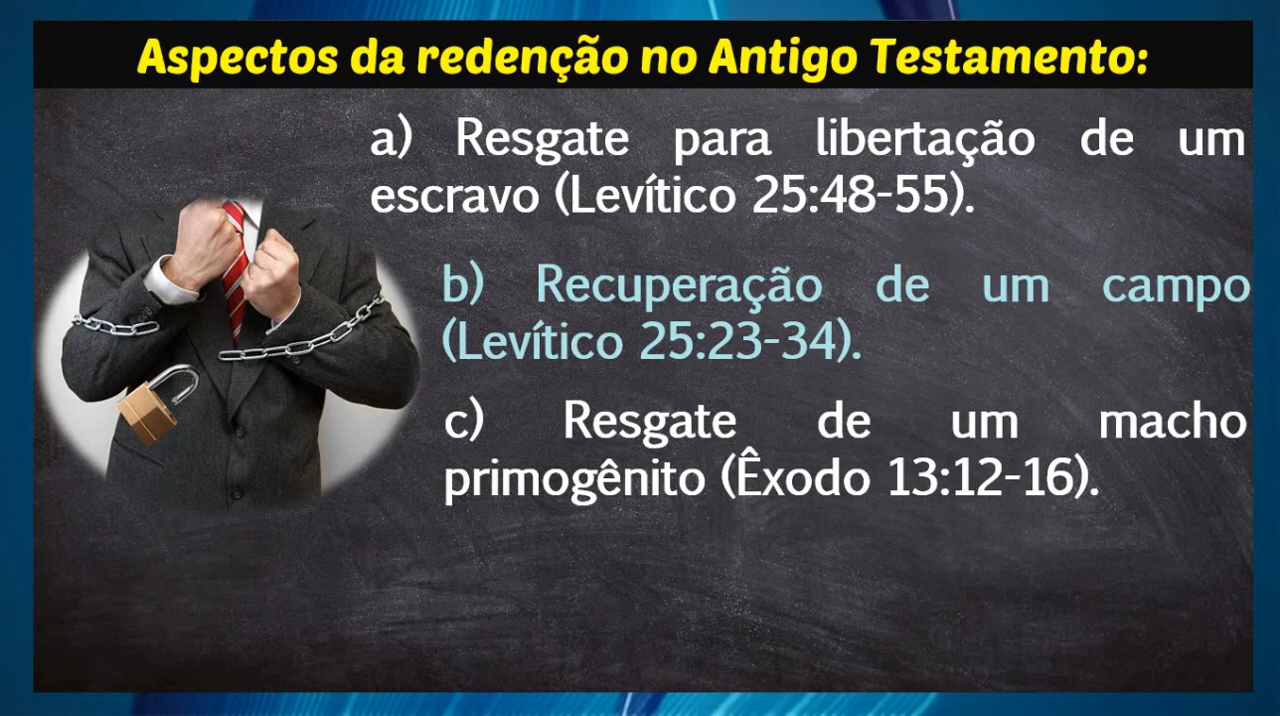 Aspectos da redenção no Antigo Testamento:
a) Resgate para libertação de um
escravo (Levítico 25:48-55).
b) Recuperação de um campo
(Levítico 25:23-34).
c) Resgate de um macho
primogênito (Êxodo 13:12-16).